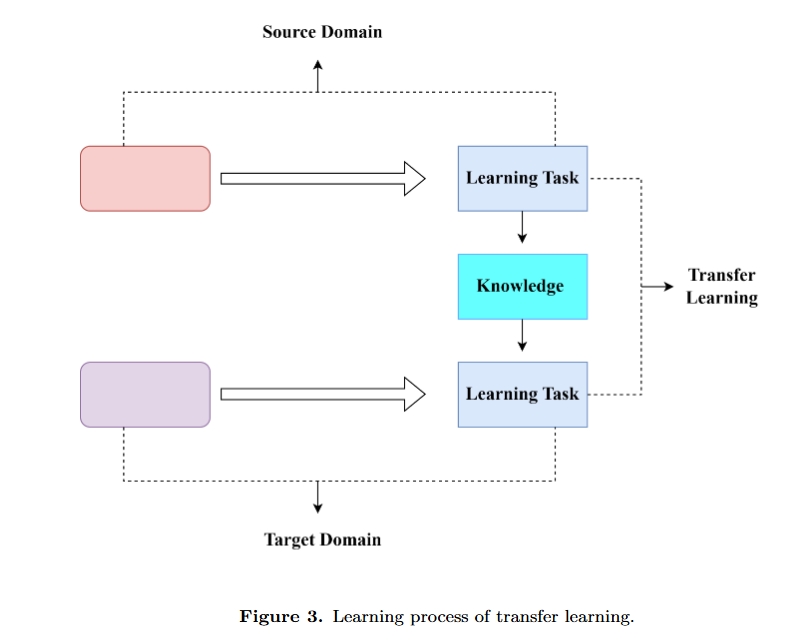 Source Domain
Learning Task
Knowledge
Transfer
Learning
Learning Task
Target Domain
Figure 3. Learning process of transfer learning.